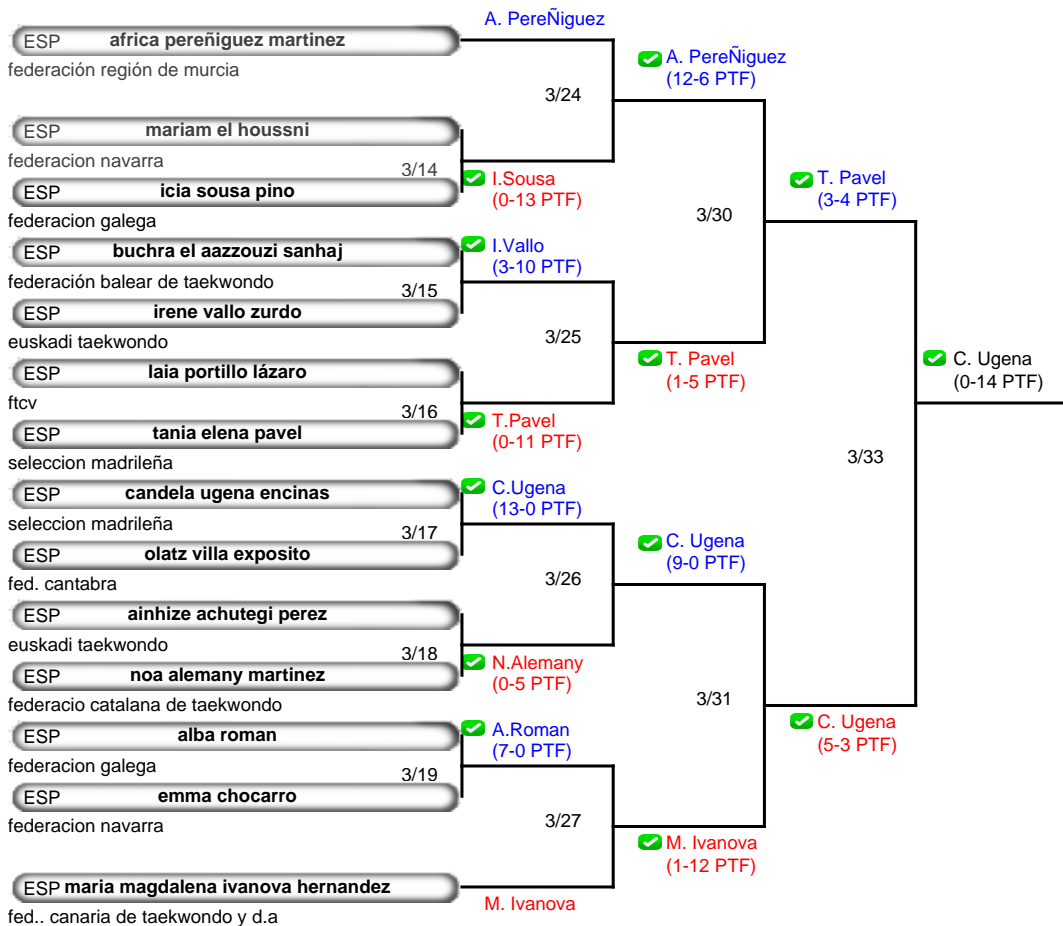 A. PereÑiguez
ESP africa pereñiguez martinez
federación región de murcia
A. PereÑiguez
(12-6 PTF)
3/24
ESP mariam el houssni
federacion navarra
3/14
I.Sousa
(0-13 PTF)
ESP icia sousa pino
federacion galega
T. Pavel
(3-4 PTF)
3/30
ESP buchra el aazzouzi sanhaj
I.Vallo
(3-10 PTF)
federación balear de taekwondo
3/15
ESP irene vallo zurdo
euskadi taekwondo
3/25
T. Pavel
(1-5 PTF)
C. Ugena
(0-14 PTF)
ESP laia portillo lázaro
ftcv
3/16
T.Pavel
(0-11 PTF)
ESP tania elena pavel
seleccion madrileña
3/33
ESP candela ugena encinas
C.Ugena
(13-0 PTF)
seleccion madrileña
3/17
ESP olatz villa exposito
fed. cantabra
C. Ugena
(9-0 PTF)
3/26
ESP ainhize achutegi perez
euskadi taekwondo
3/18
N.Alemany
(0-5 PTF)
ESP noa alemany martinez
federacio catalana de taekwondo
3/31
C. Ugena
(5-3 PTF)
ESP alba roman
A.Roman
(7-0 PTF)
federacion galega
3/19
ESP emma chocarro
federacion navarra
3/27
M. Ivanova
(1-12 PTF)
ESP maria magdalena ivanova hernandez
M. Ivanova
fed.. canaria de taekwondo y d.a